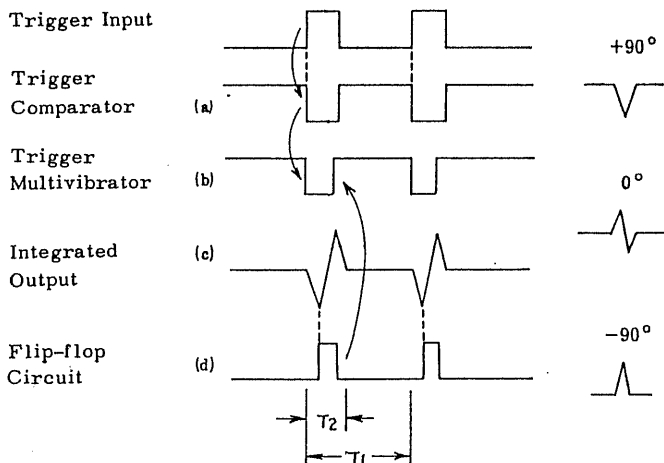 Trigger Input
+90°
Trigger
Comparator
(a)
Trigger
Multivibrator
(b)
0°
Integrated
Output
(c)
-90°
Flip-flop
Circuit
(d)
T2
T1